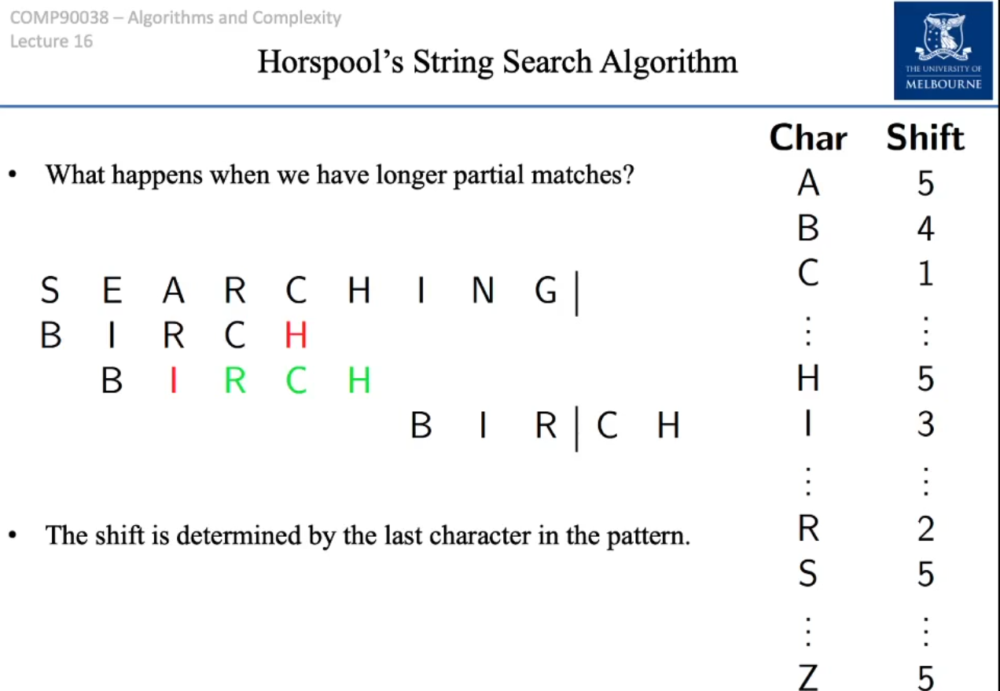 COMP90038 – Algorithms and Complexity
Lecture 16
Horspool’s String Search Algorithm
THE UNIVERSITY OF
MELBOURNE
• What happens when we have longer partial matches?
S E A R C H I N G|
B I R C H
B I R C H
B I R|C H
• The shift is determined by the last character in the pattern.
Char Shift
A 5
B 4
C 1
⋮ ⋮
H 5
I 3
⋮ ⋮
R 2
S 5
⋮ ⋮
Z 5